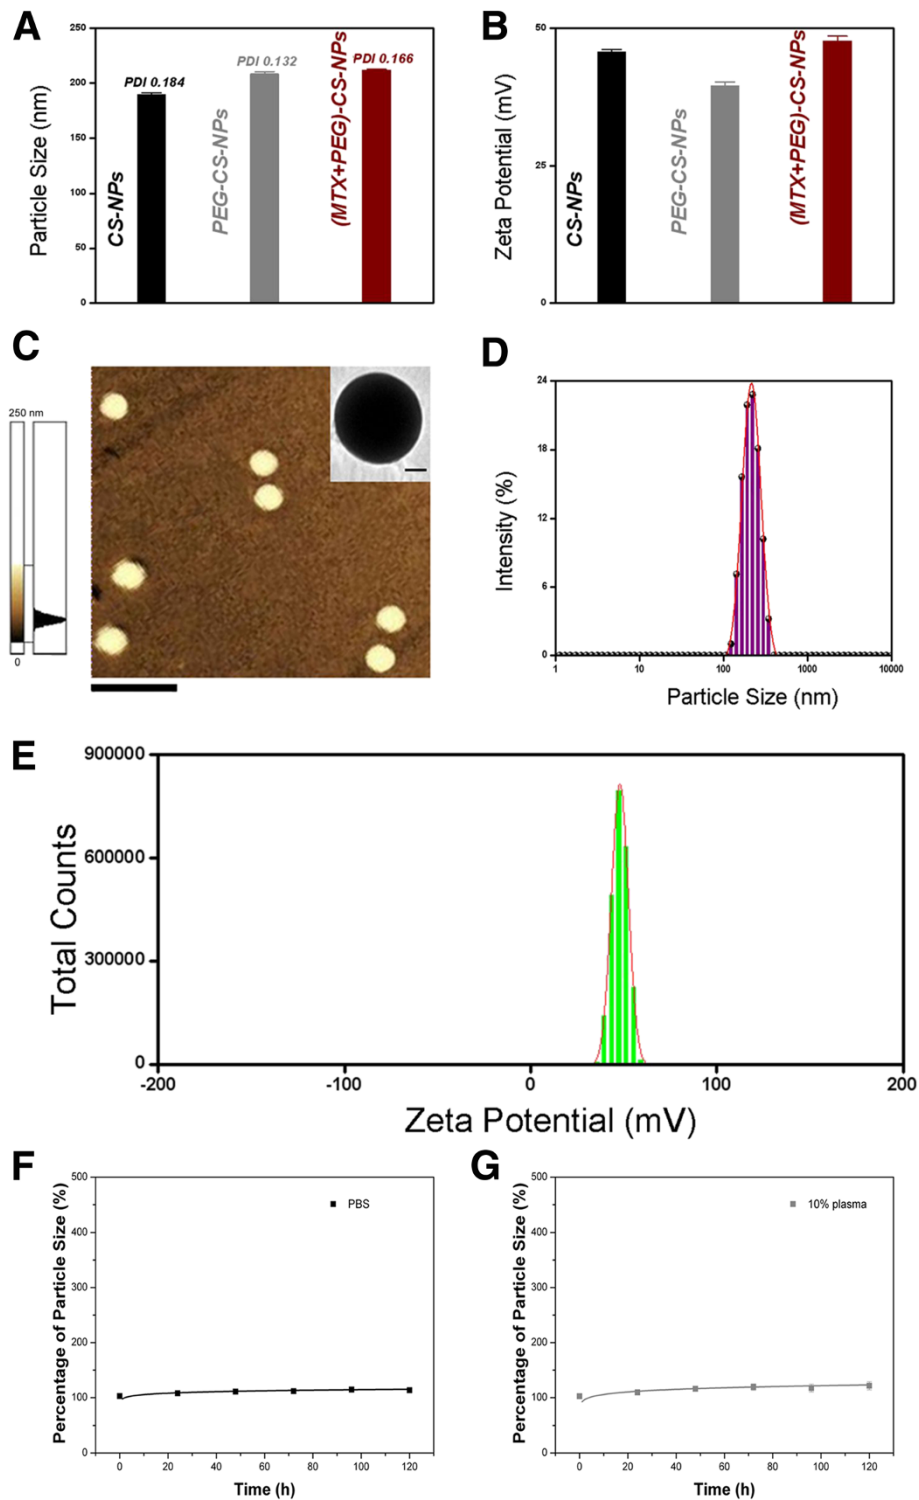 A
Particle Size (nm)
250
200
150
100
50
0
CS-NPs
PDI 0.184
PEG-CS-NPs
PDI 0.132
(MTX+PEG)-CS-NPs
PDI 0.166
B
Zeta Potential (mV)
50
25
0
CS-NPs
PEG-CS-NPs
(MTX+PEG)-CS-NPs
C
250 nm
0
D
Intensity (%)
24
18
12
6
0
1 10 100 1000 10000
Particle Size (nm)
E
Total Counts
900000
600000
300000
0
-200 -100 0 100 200
Zeta Potential (mV)
F
Percentage of Particle Size (%)
500
400
300
200
100
0
PBS
0 20 40 60 80 100 120
Time (h)
G
Percentage of Particle Size (%)
500
400
300
200
100
0
10% plasma
0 20 40 60 80 100 120
Time (h)